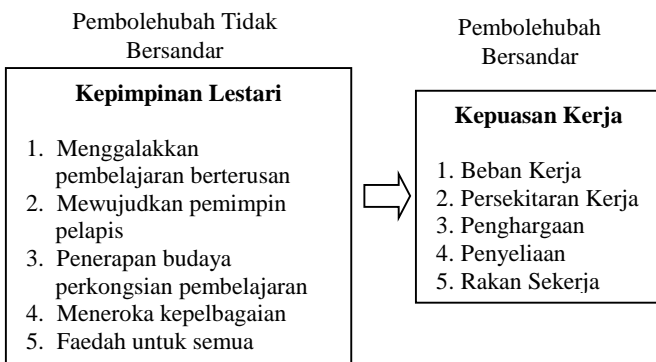 Pembolehubah Tidak
Bersandar
Kepimpinan Lestari
1. Menggalakkan
pembelajaran berterusan
2. Mewujudkan pemimpin
pelapis
3. Penerapan budaya
perkongsian pembelajaran
4. Meneroka kepelbagaian
5. Faedah untuk semua
Pembolehubah
Bersandar
Kepuasan Kerja
1. Beban Kerja
2. Persekitaran Kerja
3. Penghargaan
4. Penyeliaan
5. Rakan Sekerja